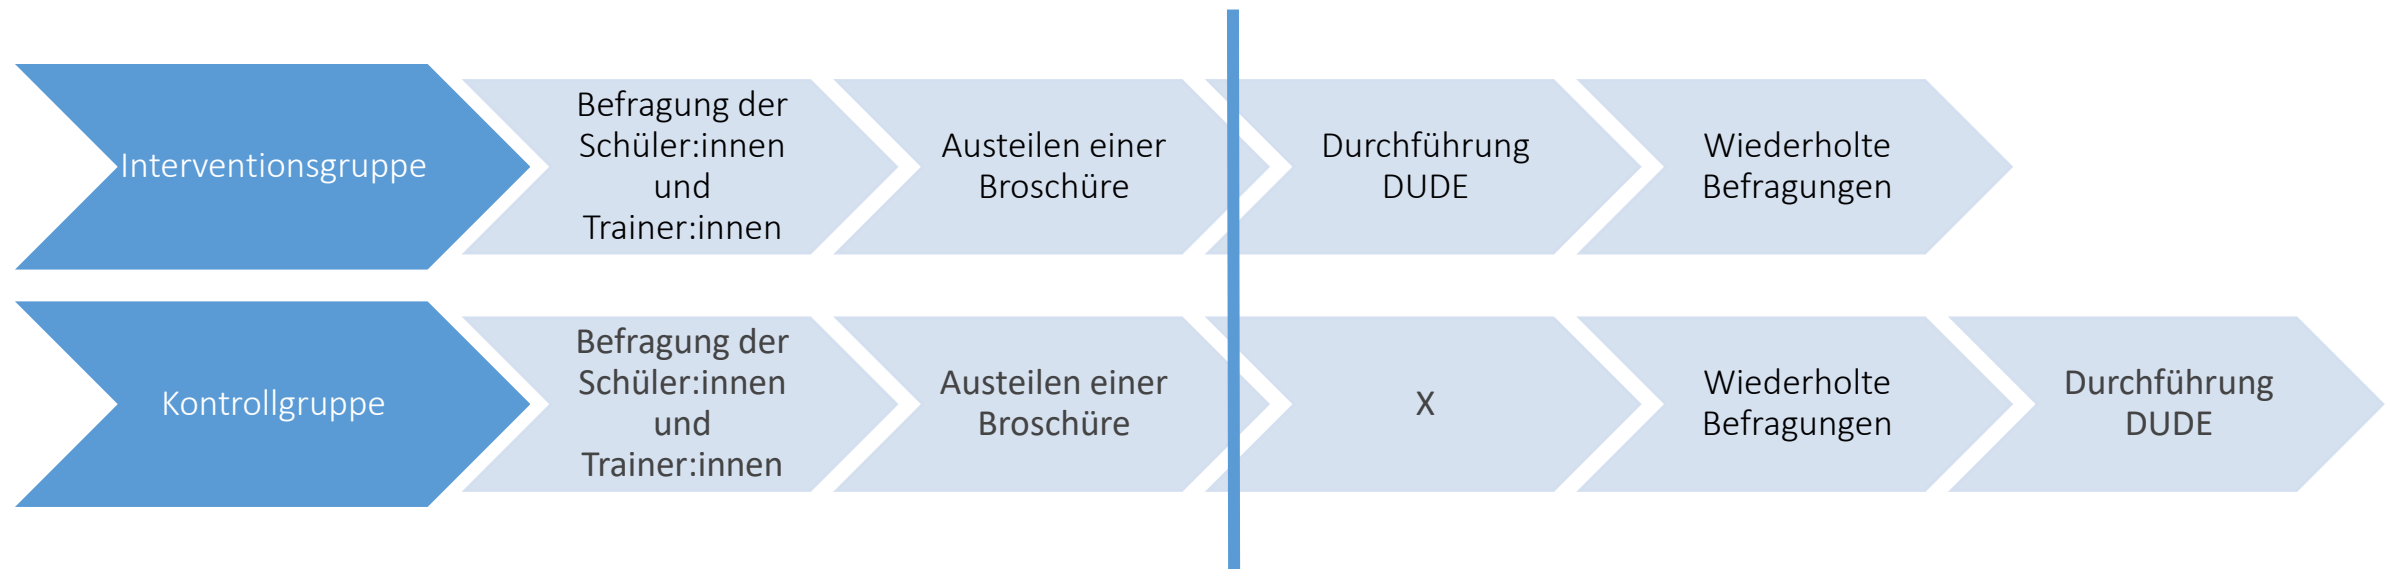 Interventionsgruppe
Befragung der
Schüler:innen
und
Trainer:innen
Austeilen einer
Broschüre
Durchführung
DUDE
Wiederholte
Befragungen
Kontrollgruppe
Befragung der
Schüler:innen
und
Trainer:innen
Austeilen einer
Broschüre
X
Wiederholte
Befragungen
Durchführung
DUDE